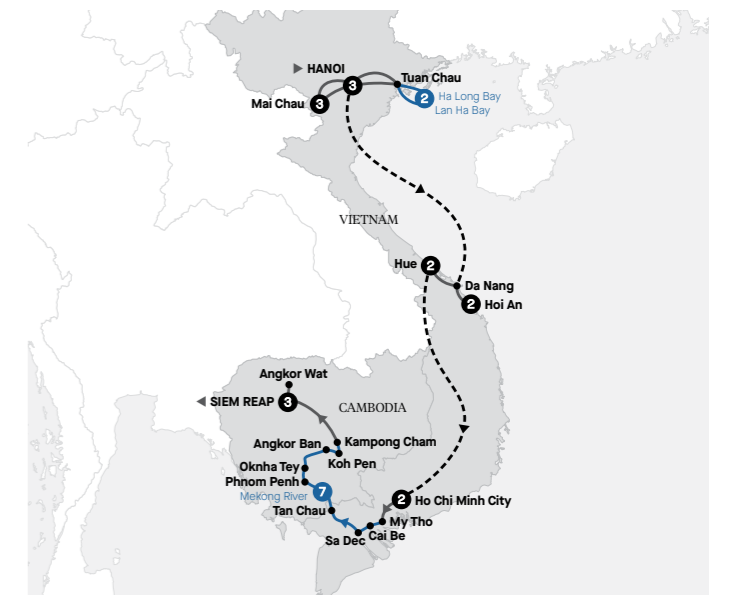 HANOI
3
Tuan Chau
Mai Chau
3
2
Ha Long Bay
Lan Ha Bay
VIETNAM
Hue
2
Da Nang
2
Hoi An
Angkor Wat
SIEM REAP
3
CAMBODIA
Angkor Ban
Kampong Cham
Koh Pen
Oknha Tey
Phnom Penh
Mekong River
7
2
Ho Chi Minh City
Tan Chau
My Tho
Cai Be
Sa Dec